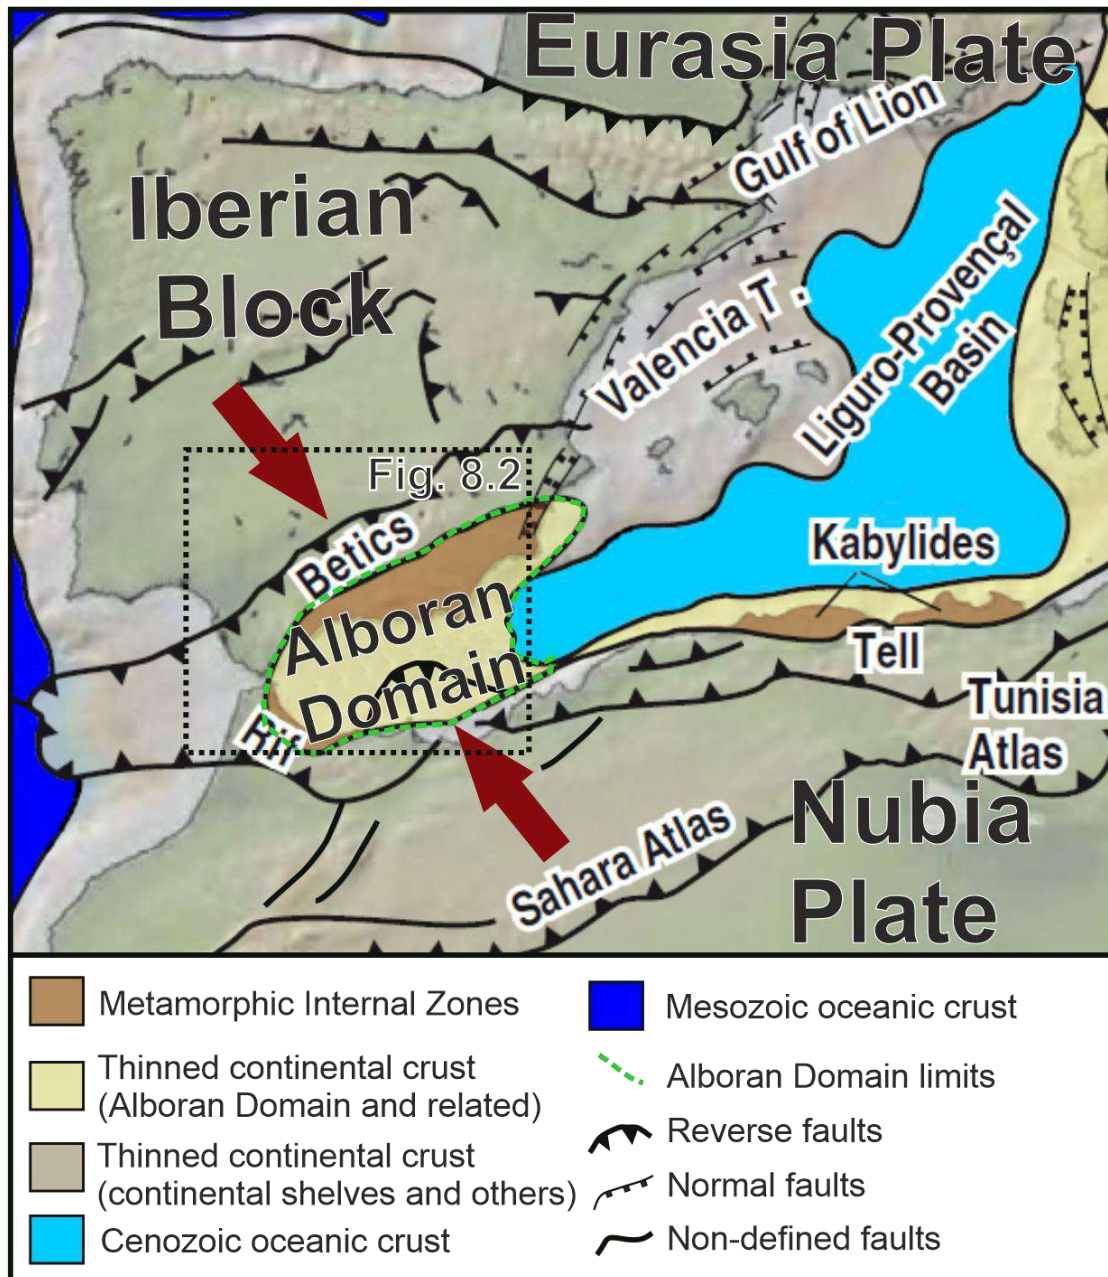 Eurasia Plate
Gulf of Lion
Iberian
Block
Valencia T .
Liguro-Provençal
Basin
Fig. 8.2
Betics
Kabylides
Alboran
Domain
Tell
Rif
Tunisia
Atlas
Sahara Atlas
Nubia
Plate
Metamorphic Internal Zones
Thinned continental crust
(Alboran Domain and related)
Thinned continental crust
(continental shelves and others)
Cenozoic oceanic crust
Mesozoic oceanic crust
Alboran Domain limits
Reverse faults
Normal faults
Non-defined faults